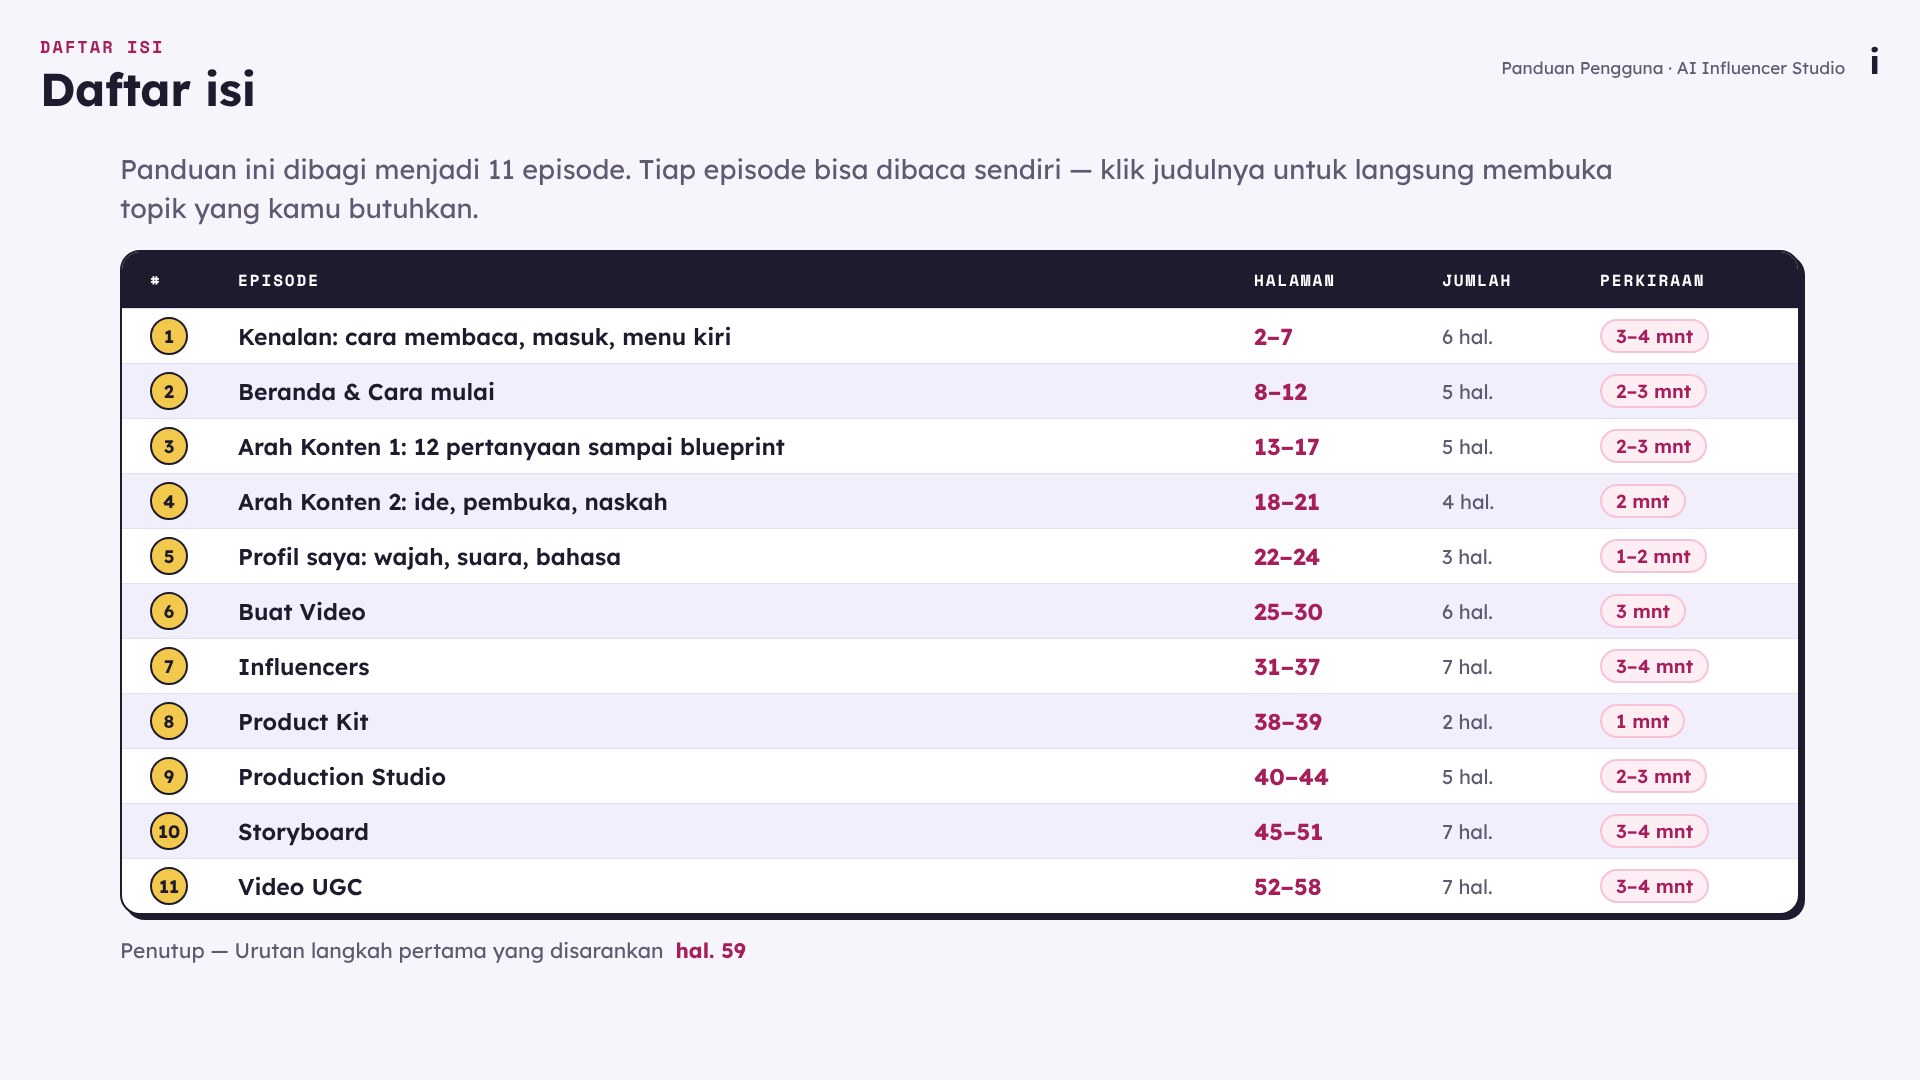 DAFTAR ISI
Daftar isi
Panduan Pengguna · AI Influencer Studio i
Panduan ini dibagi menjadi 11 episode. Tiap episode bisa dibaca sendiri — klik judulnya untuk langsung membuka
topik yang kamu butuhkan.
# EPISODE HALAMAN JUMLAH PERKIRAAN
1 Kenalan: cara membaca, masuk, menu kiri 2–7 6 hal. 3–4 mnt
2 Beranda & Cara mulai 8–12 5 hal. 2–3 mnt
3 Arah Konten 1: 12 pertanyaan sampai blueprint 13–17 5 hal. 2–3 mnt
4 Arah Konten 2: ide, pembuka, naskah 18–21 4 hal. 2 mnt
5 Profil saya: wajah, suara, bahasa 22–24 3 hal. 1–2 mnt
6 Buat Video 25–30 6 hal. 3 mnt
7 Influencers 31–37 7 hal. 3–4 mnt
8 Product Kit 38–39 2 hal. 1 mnt
9 Production Studio 40–44 5 hal. 2–3 mnt
10 Storyboard 45–51 7 hal. 3–4 mnt
11 Video UGC 52–58 7 hal. 3–4 mnt
Penutup — Urutan langkah pertama yang disarankan hal. 59